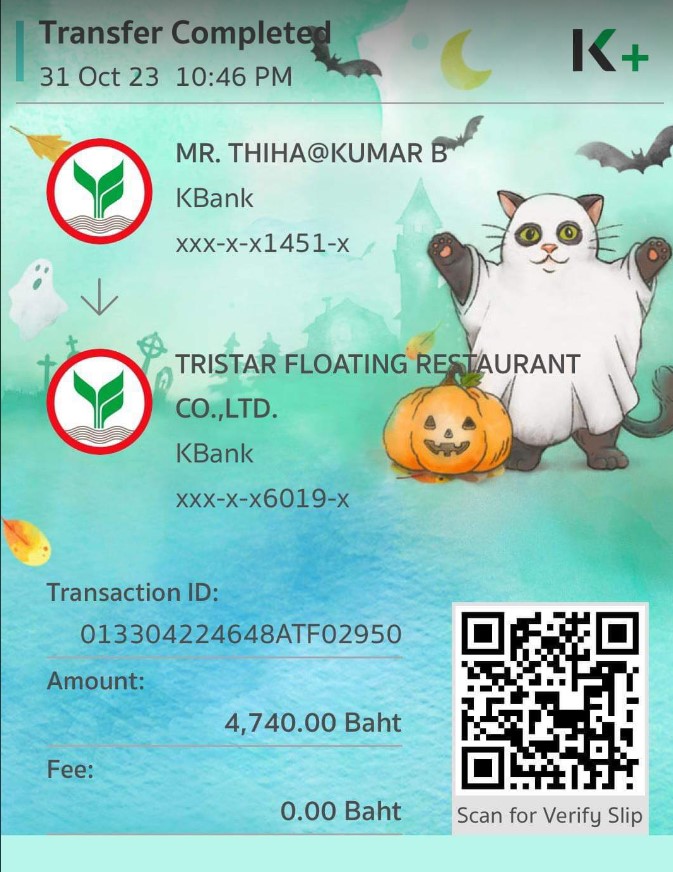 Transfer Completed
31 Oct 23 10:46 PM
K+
MR. THIHA@KUMAR B
KBank
xxx-x-x1451-x
TRISTAR FLOATING RESTAURANT
CO.,LTD.
KBank
xxx-x-x6019-x
Transaction ID:
013304224648ATF02950
Amount:
4,740.00 Baht
Fee:
0.00 Baht
Scan for Verify Slip